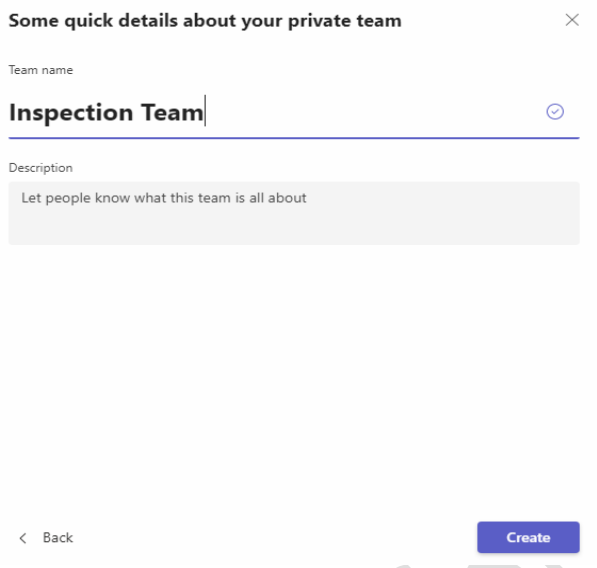 Some quick details about your private team
Team name
Inspection Team
Description
Let people know what this team is all about
Back
Create